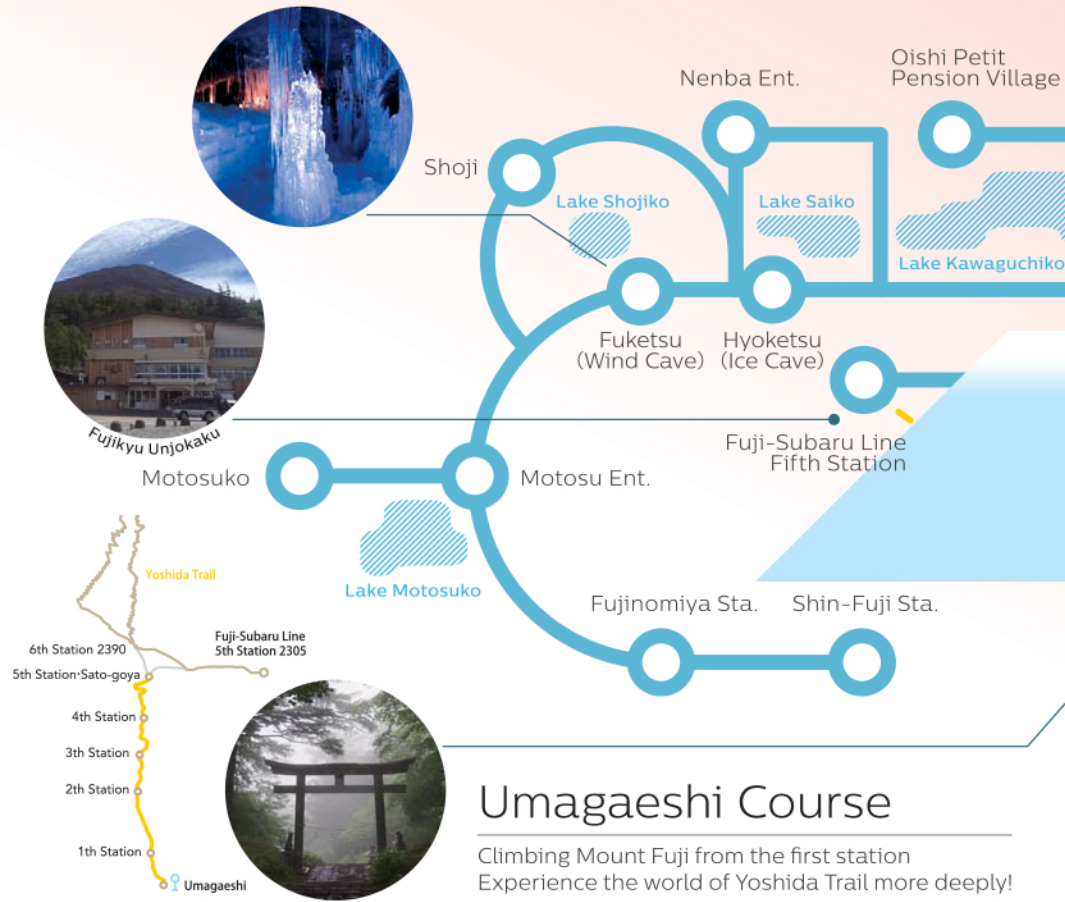 Oishi Petit
Pension Village
Nenba Ent.
Shoji
Lake Shojiko
Lake Saiko
Lake Kawaguchiko
Fuketsu
(Wind Cave)
Hyoketsu
(Ice Cave)
Fujikyu Unjokaku
Fuji-Subaru Line
Fifth Station
Motosuko
Motosu Ent.
Lake Motosuko
Fujinomiya Sta.
Shin-Fuji Sta.
Yoshida Trail
6th Station 2390
Fuji-Subaru Line
5th Station 2305
5th Station·Sato-goya
4th Station
3th Station
2th Station
1th Station
Umagaeshi
Umagaeshi Course
Climbing Mount Fuji from the first station
Experience the world of Yoshida Trail more deeply!